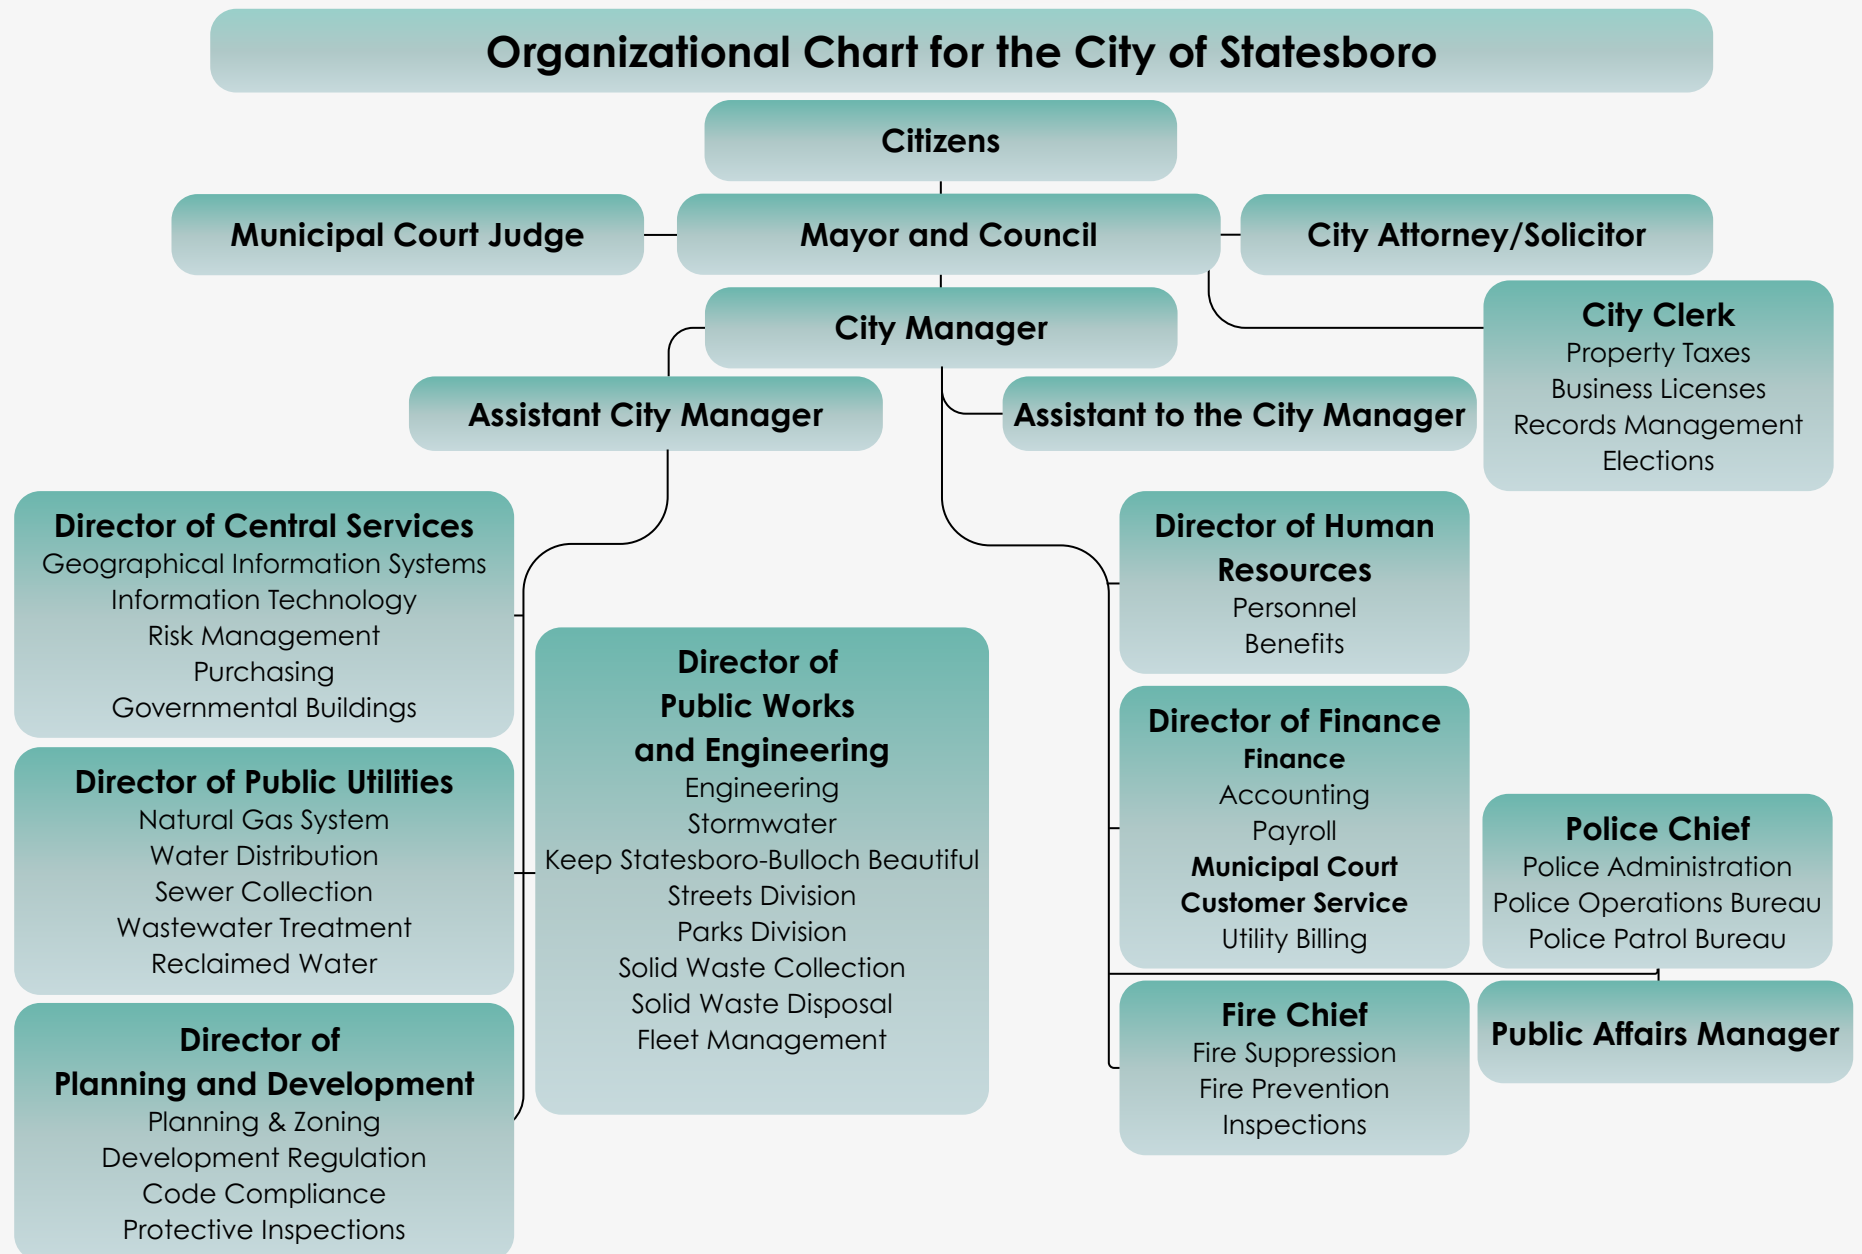 Organizational Chart for the City of Statesboro
Citizens
Municipal Court Judge
Mayor and Council
City Attorney/Solicitor
City Manager
City Clerk
Property Taxes
Business Licenses
Records Management
Elections
Assistant City Manager
Assistant to the City Manager
Director of Central Services
Geographical Information Systems
Information Technology
Risk Management
Purchasing
Governmental Buildings
Director of Public Utilities
Natural Gas System
Water Distribution
Sewer Collection
Wastewater Treatment
Reclaimed Water
Director of
Planning and Development
Planning & Zoning
Development Regulation
Code Compliance
Protective Inspections
Director of
Public Works
and Engineering
Engineering
Stormwater
Keep Statesboro-Bulloch Beautiful
Streets Division
Parks Division
Solid Waste Collection
Solid Waste Disposal
Fleet Management
Director of Human
Resources
Personnel
Benefits
Director of Finance
Finance
Accounting
Payroll
Municipal Court
Customer Service
Utility Billing
Police Chief
Police Administration
Police Operations Bureau
Police Patrol Bureau
Fire Chief
Fire Suppression
Fire Prevention
Inspections
Public Affairs Manager